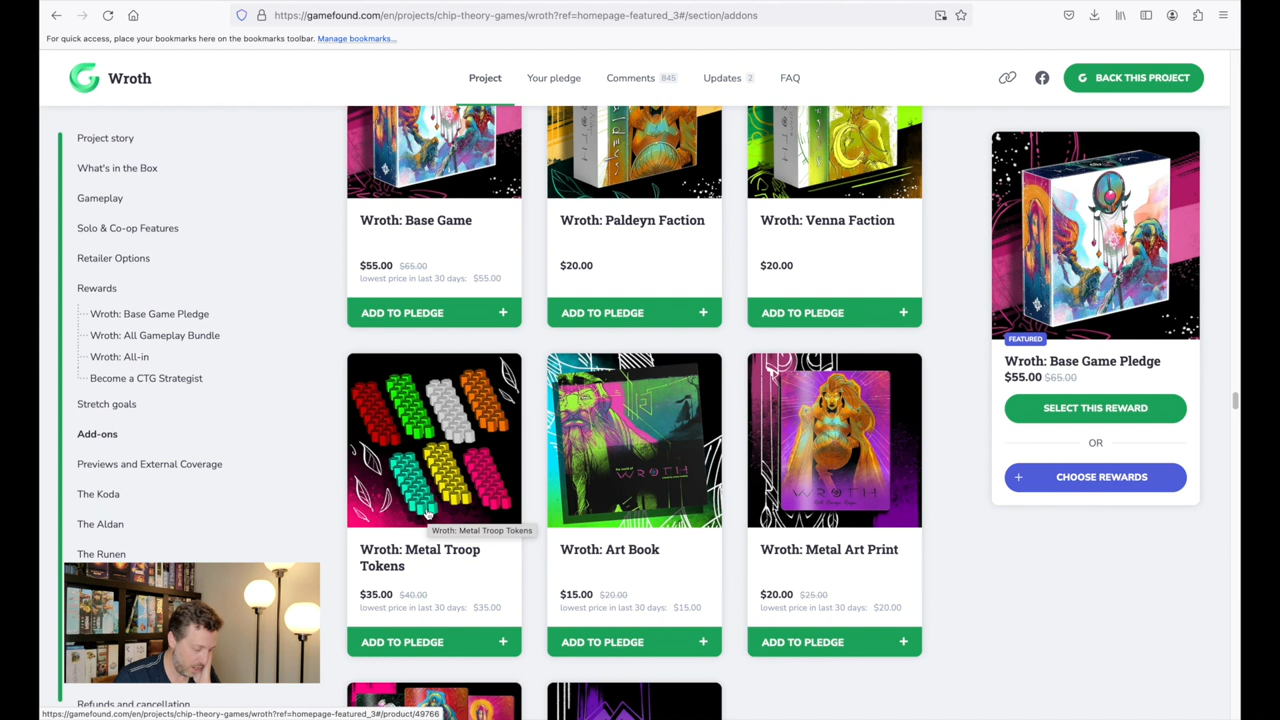 https://gamefound.com/en/projects/chip-theory-games/wroth?ref=homepage-featured_3#/section/addons
For quick access, place your bookmarks here on the bookmarks toolbar. Manage bookmarks...
Wroth
Project
Your pledge
Comments 845
Updates 2
FAQ
BACK THIS PROJECT
Project story
What's in the Box
Gameplay
Solo & Co-op Features
Retailer Options
Rewards
Wroth: Base Game Pledge
Wroth: All Gameplay Bundle
Wroth: All-in
Become a CTG Strategist
Stretch goals
Add-ons
Previews and External Coverage
The Koda
The Aldan
The Runen
Refunds and cancellation
Wroth: Base Game
$55.00 $65.00
lowest price in last 30 days: $55.00
ADD TO PLEDGE +
Wroth: Paldeyn Faction
$20.00
ADD TO PLEDGE +
Wroth: Venna Faction
$20.00
ADD TO PLEDGE +
Wroth: Metal Troop Tokens
Wroth: Metal Troop
Tokens
$35.00 $40.00
lowest price in last 30 days: $35.00
ADD TO PLEDGE +
WROTH
Wroth: Art Book
$15.00 $20.00
lowest price in last 30 days: $15.00
ADD TO PLEDGE +
WROTH
Wroth: Metal Art Print
$20.00 $25.00
lowest price in last 30 days: $20.00
ADD TO PLEDGE +
FEATURED
Wroth: Base Game Pledge
$55.00 $65.00
SELECT THIS REWARD
OR
+ CHOOSE REWARDS
https://gamefound.com/en/projects/chip-theory-games/wroth?ref=homepage-featured_3#/product/49766